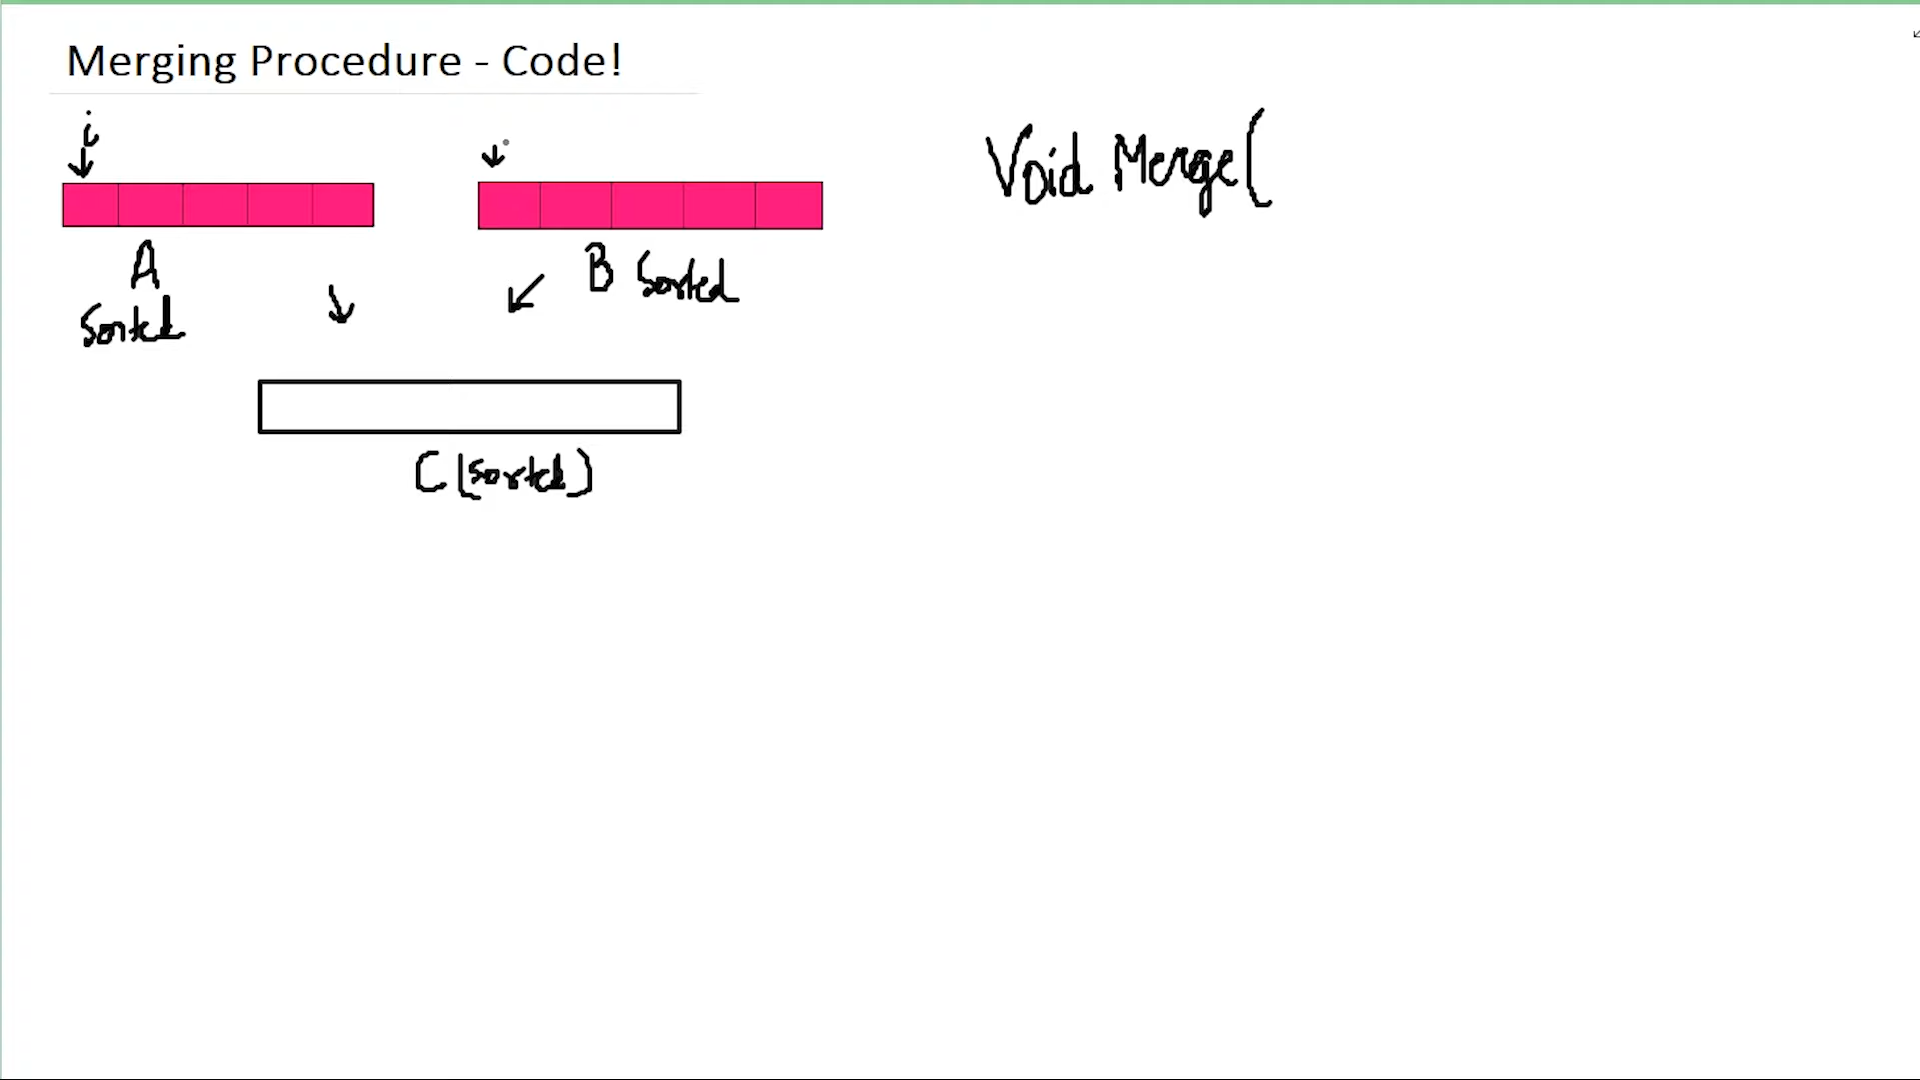 Merging Procedure - Code!
i
Void Merge(
A
Sorted
B Sorted
C (Sorted)